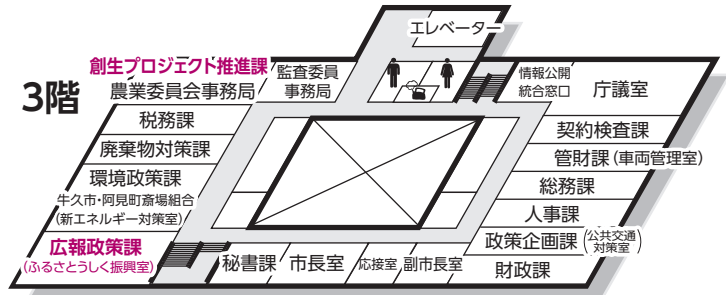 エレベーター
創生プロジェクト推進課
農業委員会事務局
監査委員
事務局
情報公開
統合窓口
庁議室
3階
税務課
廃棄物対策課
環境政策課
牛久市・阿見町斎場組合
(新エネルギー対策室)
広報政策課
(ふるさとうしく振興室)
契約検査課
管財課(車両管理室)
総務課
人事課
政策企画課(公共交通
対策室)
財政課
秘書課
市長室
応接室
副市長室